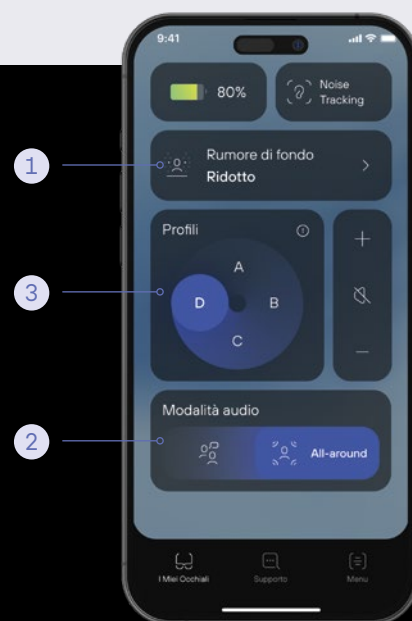 9:41
80%
Noise
Tracking
1
Rumore di fondo
Ridotto
Profili
A
3
D
B
C
Modalità audio
2
All-around
I Miei Occhiali
Supporto
Menu